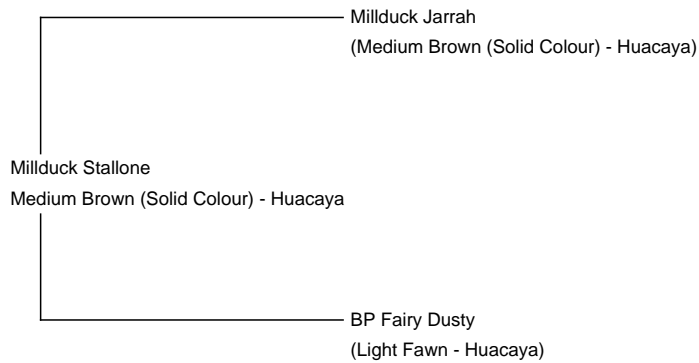 Millduck Jarrah
(Medium Brown (Solid Colour) - Huacaya)
Millduck Stallone
Medium Brown (Solid Colour) - Huacaya
BP Fairy Dusty
(Light Fawn - Huacaya)